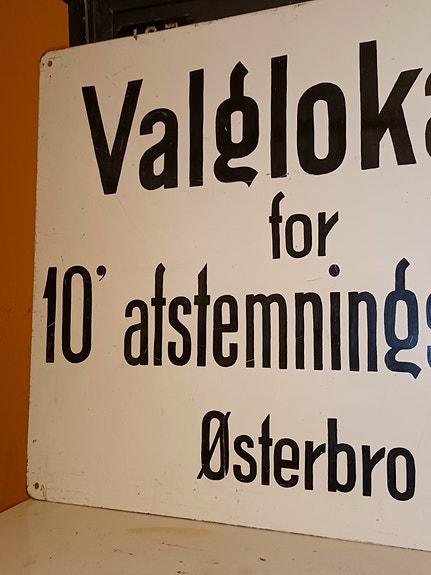 Valgloka
for
10' afstemnings
Østerbro